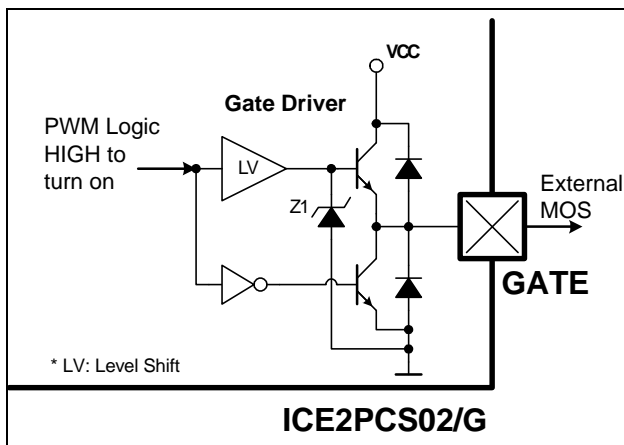 VCC
Gate Driver
PWM Logic
HIGH to
turn on
LV
Z1
External
MOS
GATE
* LV: Level Shift
ICE2PCS02/G